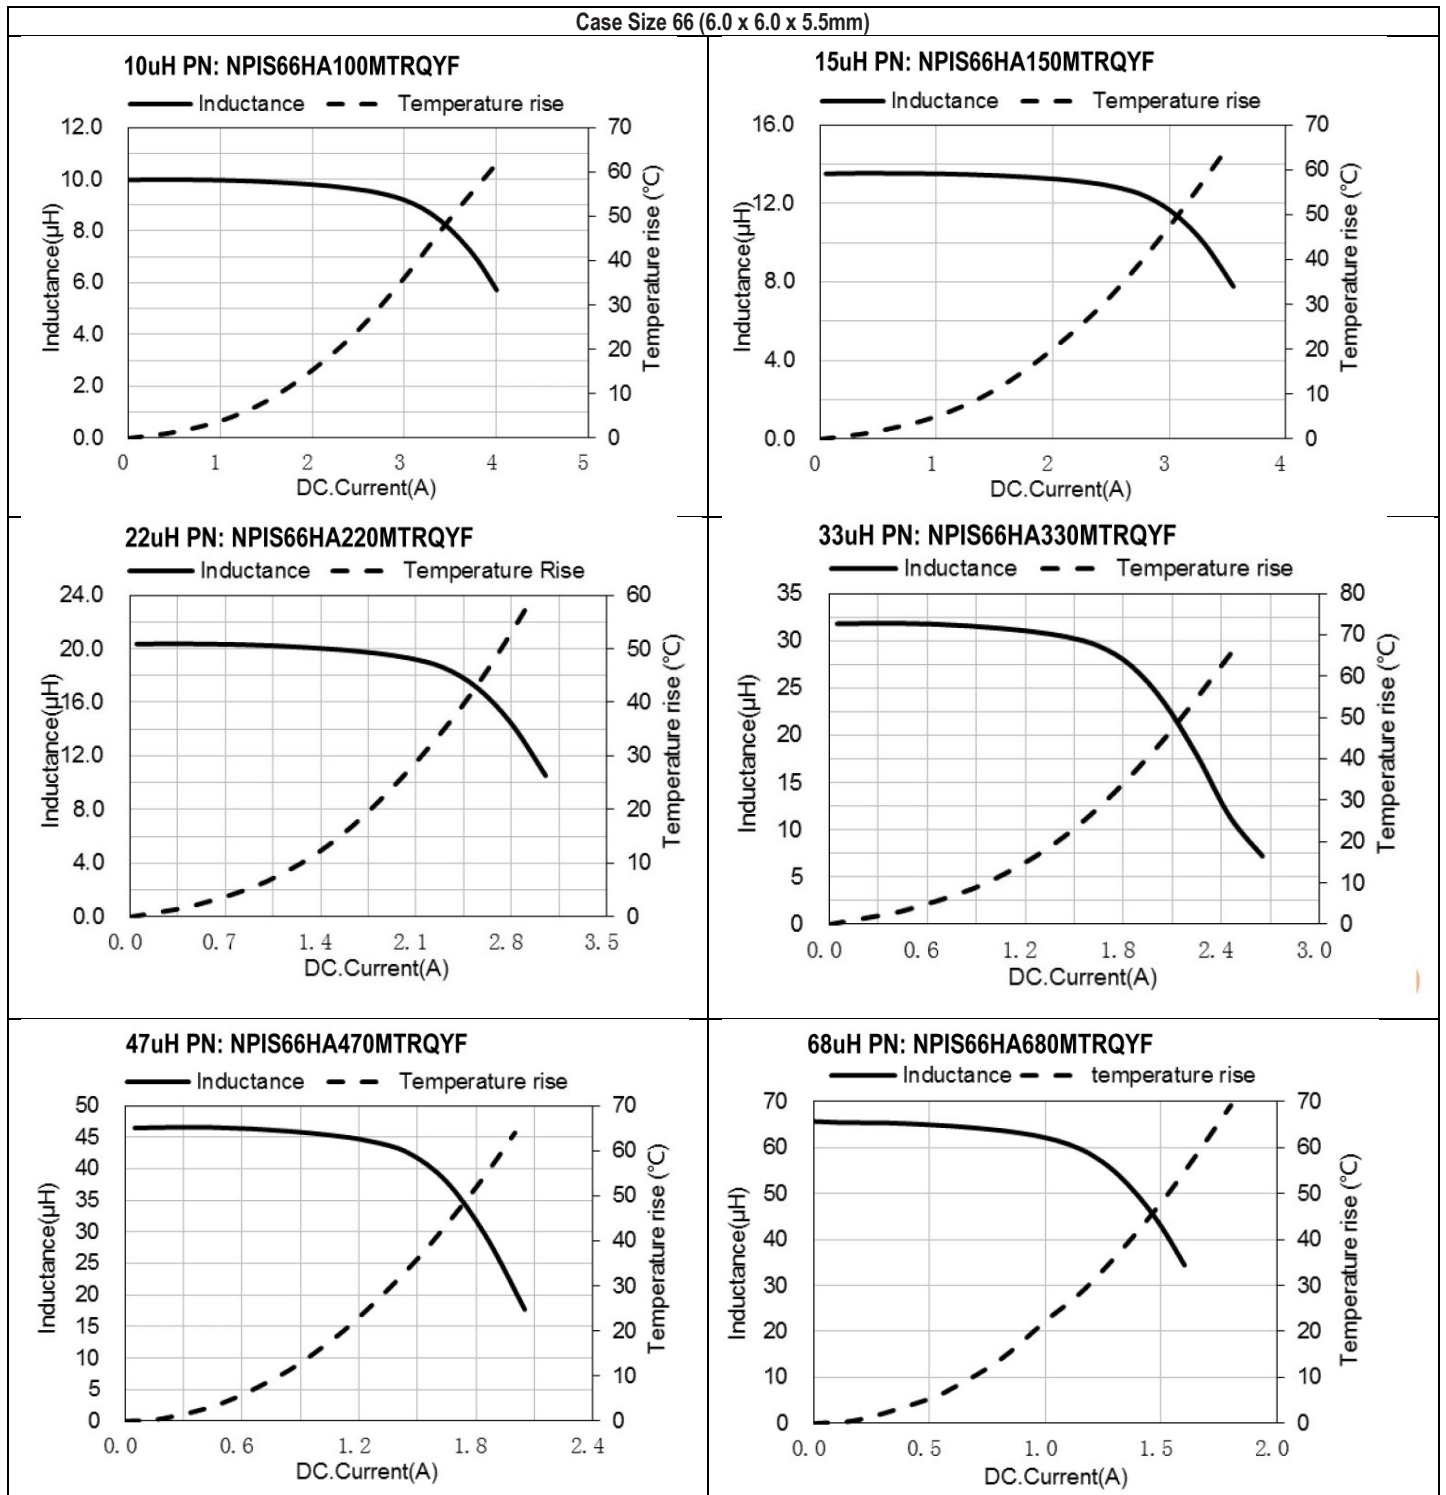 Case Size 66 (6.0 x 6.0 x 5.5mm)
10uH PN: NPIS66HA100MTRQYF
Inductance Temperature rise
12.0
10.0
8.0
6.0
4.0
2.0
0.0
Inductance(μH)
70
60
50
40
30
20
10
0
Temperature rise (℃)
0 1 2 3 4 5
DC.Current(A)
15uH PN: NPIS66HA150MTRQYF
Inductance Temperature rise
16.0
12.0
8.0
4.0
0.0
Inductance(μH)
70
60
50
40
30
20
10
0
Temperature rise (℃)
0 1 2 3 4
DC.Current(A)
22uH PN: NPIS66HA220MTRQYF
Inductance Temperature Rise
24.0
20.0
16.0
12.0
8.0
4.0
0.0
Inductance(μH)
60
50
40
30
20
10
0
Temperature rise (℃)
0.0 0.7 1.4 2.1 2.8 3.5
DC.Current(A)
33uH PN: NPIS66HA330MTRQYF
Inductance Temperature rise
35
30
25
20
15
10
5
0
Inductance(μH)
80
70
60
50
40
30
20
10
0
Temperature rise (℃)
0.0 0.6 1.2 1.8 2.4 3.0
DC.Current(A)
47uH PN: NPIS66HA470MTRQYF
Inductance Temperature rise
50
45
40
35
30
25
20
15
10
5
0
Inductance(μH)
70
60
50
40
30
20
10
0
Temperature rise (℃)
0.0 0.6 1.2 1.8 2.4
DC.Current(A)
68uH PN: NPIS66HA680MTRQYF
Inductance temperature rise
70
60
50
40
30
20
10
0
Inductance(μH)
70
60
50
40
30
20
10
0
Temperature rise (℃)
0.0 0.5 1.0 1.5 2.0
DC.Current(A)